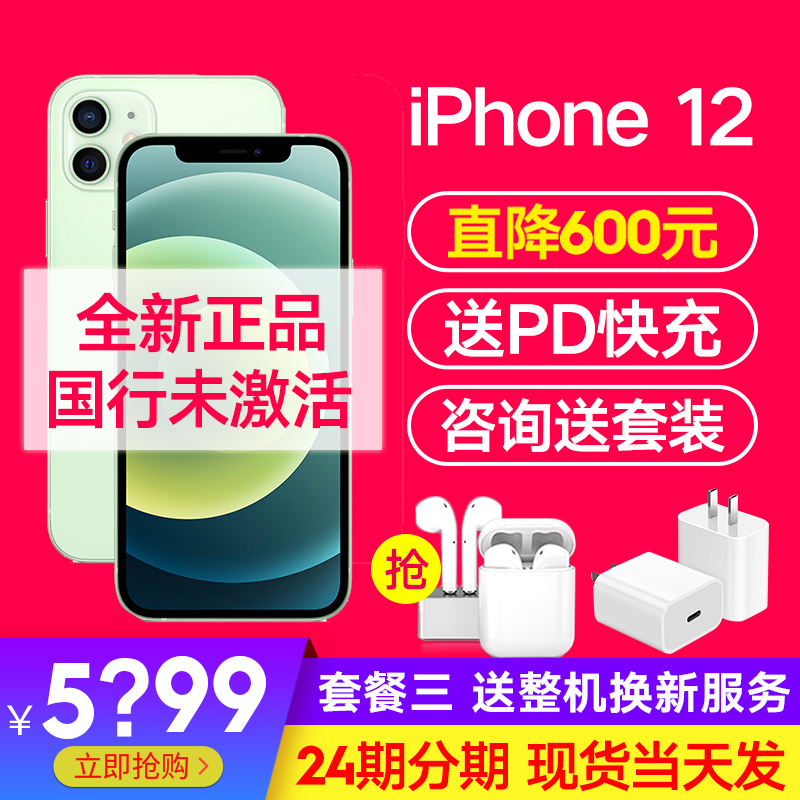 iPhone 12
直降600元
送PD快充
咨询送套装
全新正品
国行未激活
抢
¥5?99
立即抢购 >
套餐三 送整机换新服务
24期分期 现货当天发